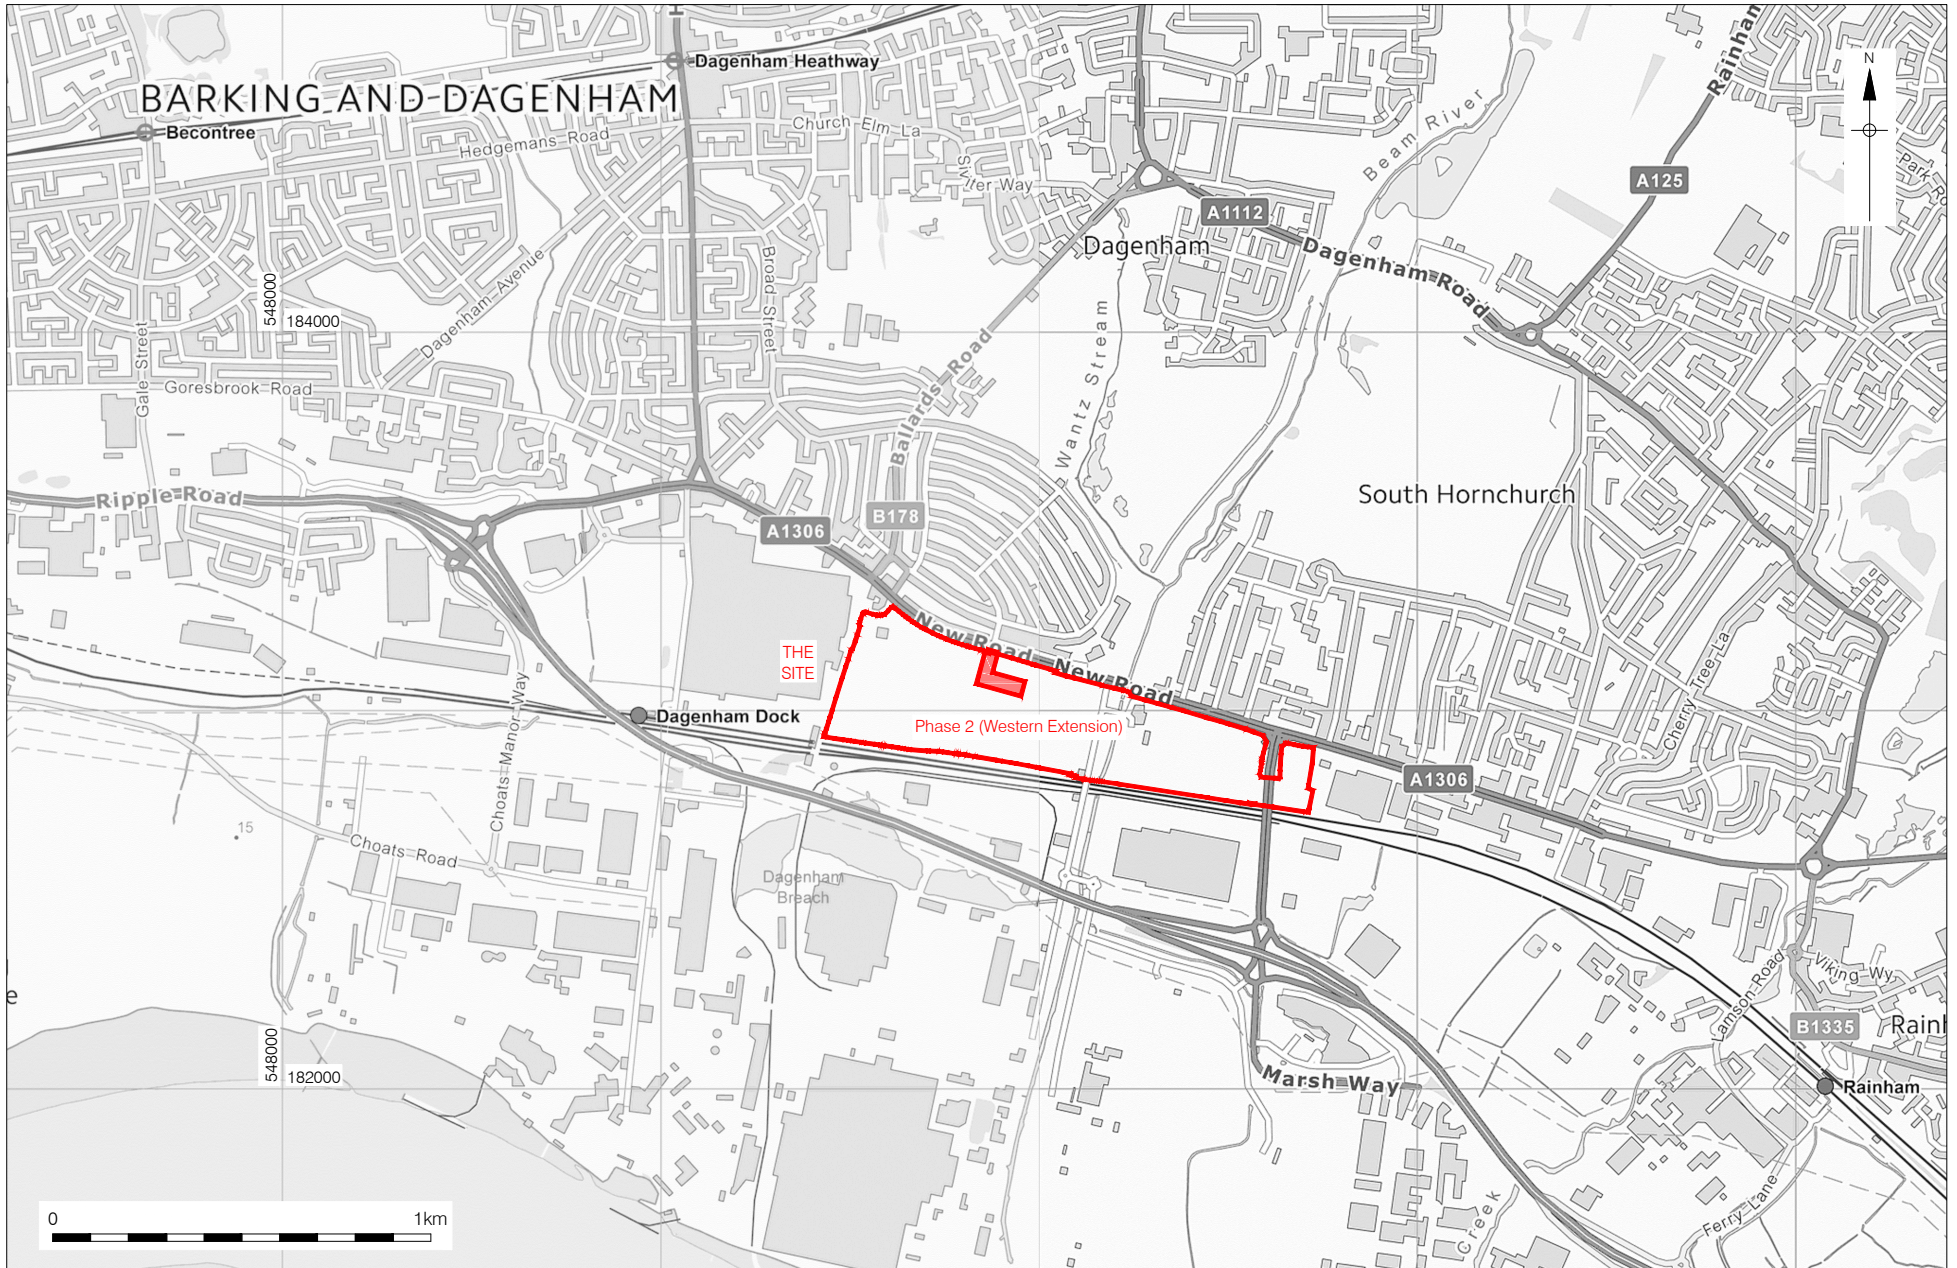 Rainham
Dagenham Heathway
N
BARKING AND DAGENHAM
Becontree
Hedgemans Road
Church Elm La
Beam River
Park Ro
A125
Siviter Way
A1112
Dagenham
Dagenham Road
Broad Street
Dagenham Avenue
548000
184000
Gale Street
Goresbrook Road
Ballards Road
Wantz Stream
Ripple Road
South Hornchurch
A1306
B178
THE
SITE
New Road
New Road
Cherry Tree La
Dagenham Dock
Phase 2 (Western Extension)
Choats Manor Way
A1306
15
Choats Road
Dagenham
Breach
Lamson Road
Viking Wy
e
548000
182000
B1335
Rainh
Marsh Way
Rainham
Creek
Ferry Lane
0
1km